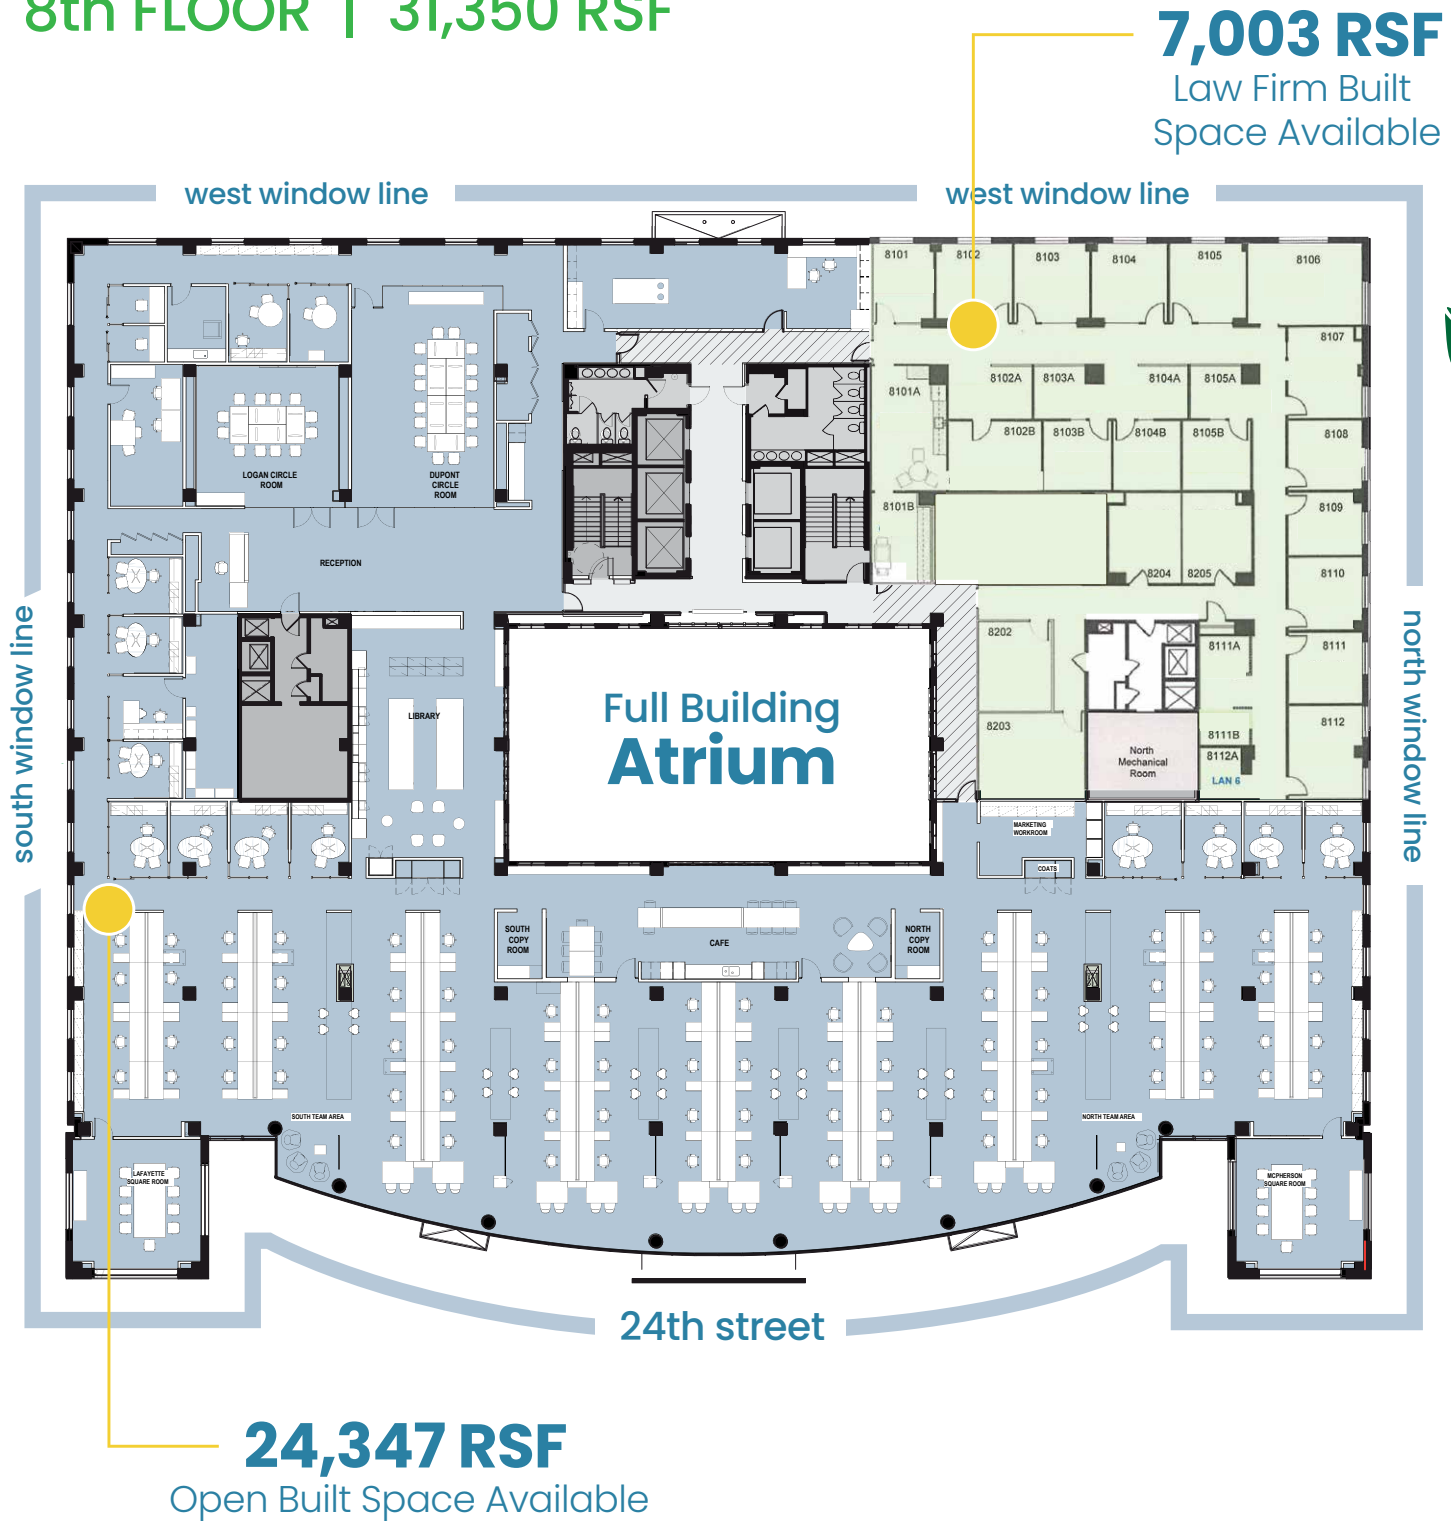 8th FLOOR | 31,350 RSF
7,003 RSF
Law Firm Built
Space Available
west window line
west window line
8101
8102
8103
8104
8105
8106
8107
8102A
8103A
8104A
8105A
8101A
8102B
8103B
8104B
8105B
8108
LOGAN CIRCLE
ROOM
DUPONT
CIRCLE
ROOM
8101B
8109
RECEPTION
8204
8205
8110
south window line
north window line
8202
8111A
8111
Full Building
Atrium
LIBRARY
8203
8111B
8112
North
Mechanical
Room
8112A
LAN 6
MARKETING
WORKROOM
COATS
SOUTH
COPY
ROOM
CAFE
NORTH
COPY
ROOM
SOUTH TEAM AREA
NORTH TEAM AREA
LAFAYETTE
SQUARE ROOM
MCPHERSON
SQUARE ROOM
24th street
24,347 RSF
Open Built Space Available